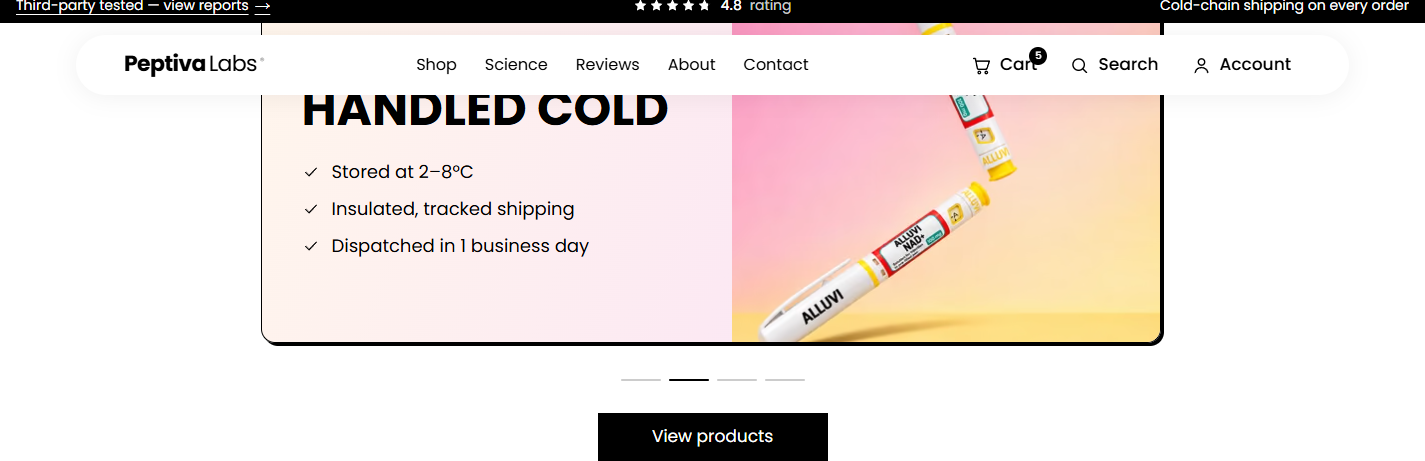 Third-party tested — view reports →
4.8 rating
Cold-chain shipping on every order
Peptiva Labs
Shop
Science
Reviews
About
Contact
Cart
5
Search
Account
HANDLED COLD
Stored at 2–8°C
Insulated, tracked shipping
Dispatched in 1 business day
ALLUVI
ALLUVI
NAD+
ALLUVI
ALLUVI
View products